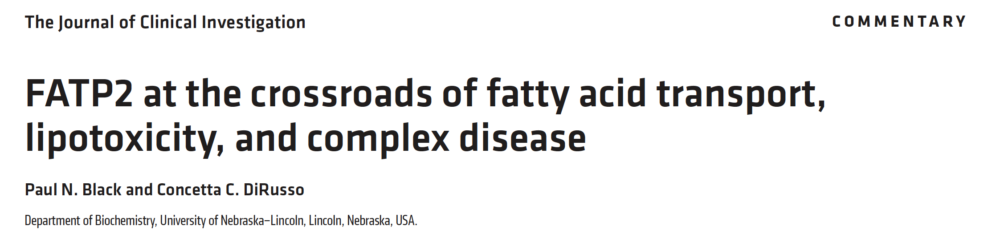 The Journal of Clinical Investigation
COMMENTARY
FATP2 at the crossroads of fatty acid transport,
lipotoxicity, and complex disease
Paul N. Black and Concetta C. DiRusso
Department of Biochemistry, University of Nebraska–Lincoln, Lincoln, Nebraska, USA.